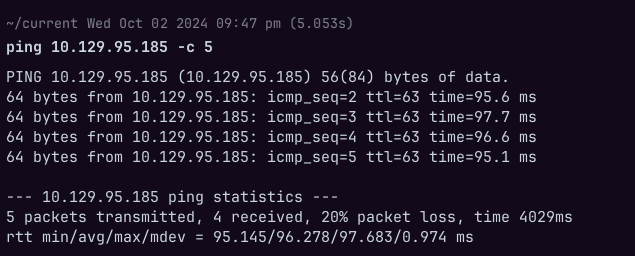 ~/current Wed Oct 02 2024 09:47 pm (5.053s)
ping 10.129.95.185 -c 5
PING 10.129.95.185 (10.129.95.185) 56(84) bytes of data.
64 bytes from 10.129.95.185: icmp_seq=2 ttl=63 time=95.6 ms
64 bytes from 10.129.95.185: icmp_seq=3 ttl=63 time=97.7 ms
64 bytes from 10.129.95.185: icmp_seq=4 ttl=63 time=96.6 ms
64 bytes from 10.129.95.185: icmp_seq=5 ttl=63 time=95.1 ms
--- 10.129.95.185 ping statistics ---
5 packets transmitted, 4 received, 20% packet loss, time 4029ms
rtt min/avg/max/mdev = 95.145/96.278/97.683/0.974 ms